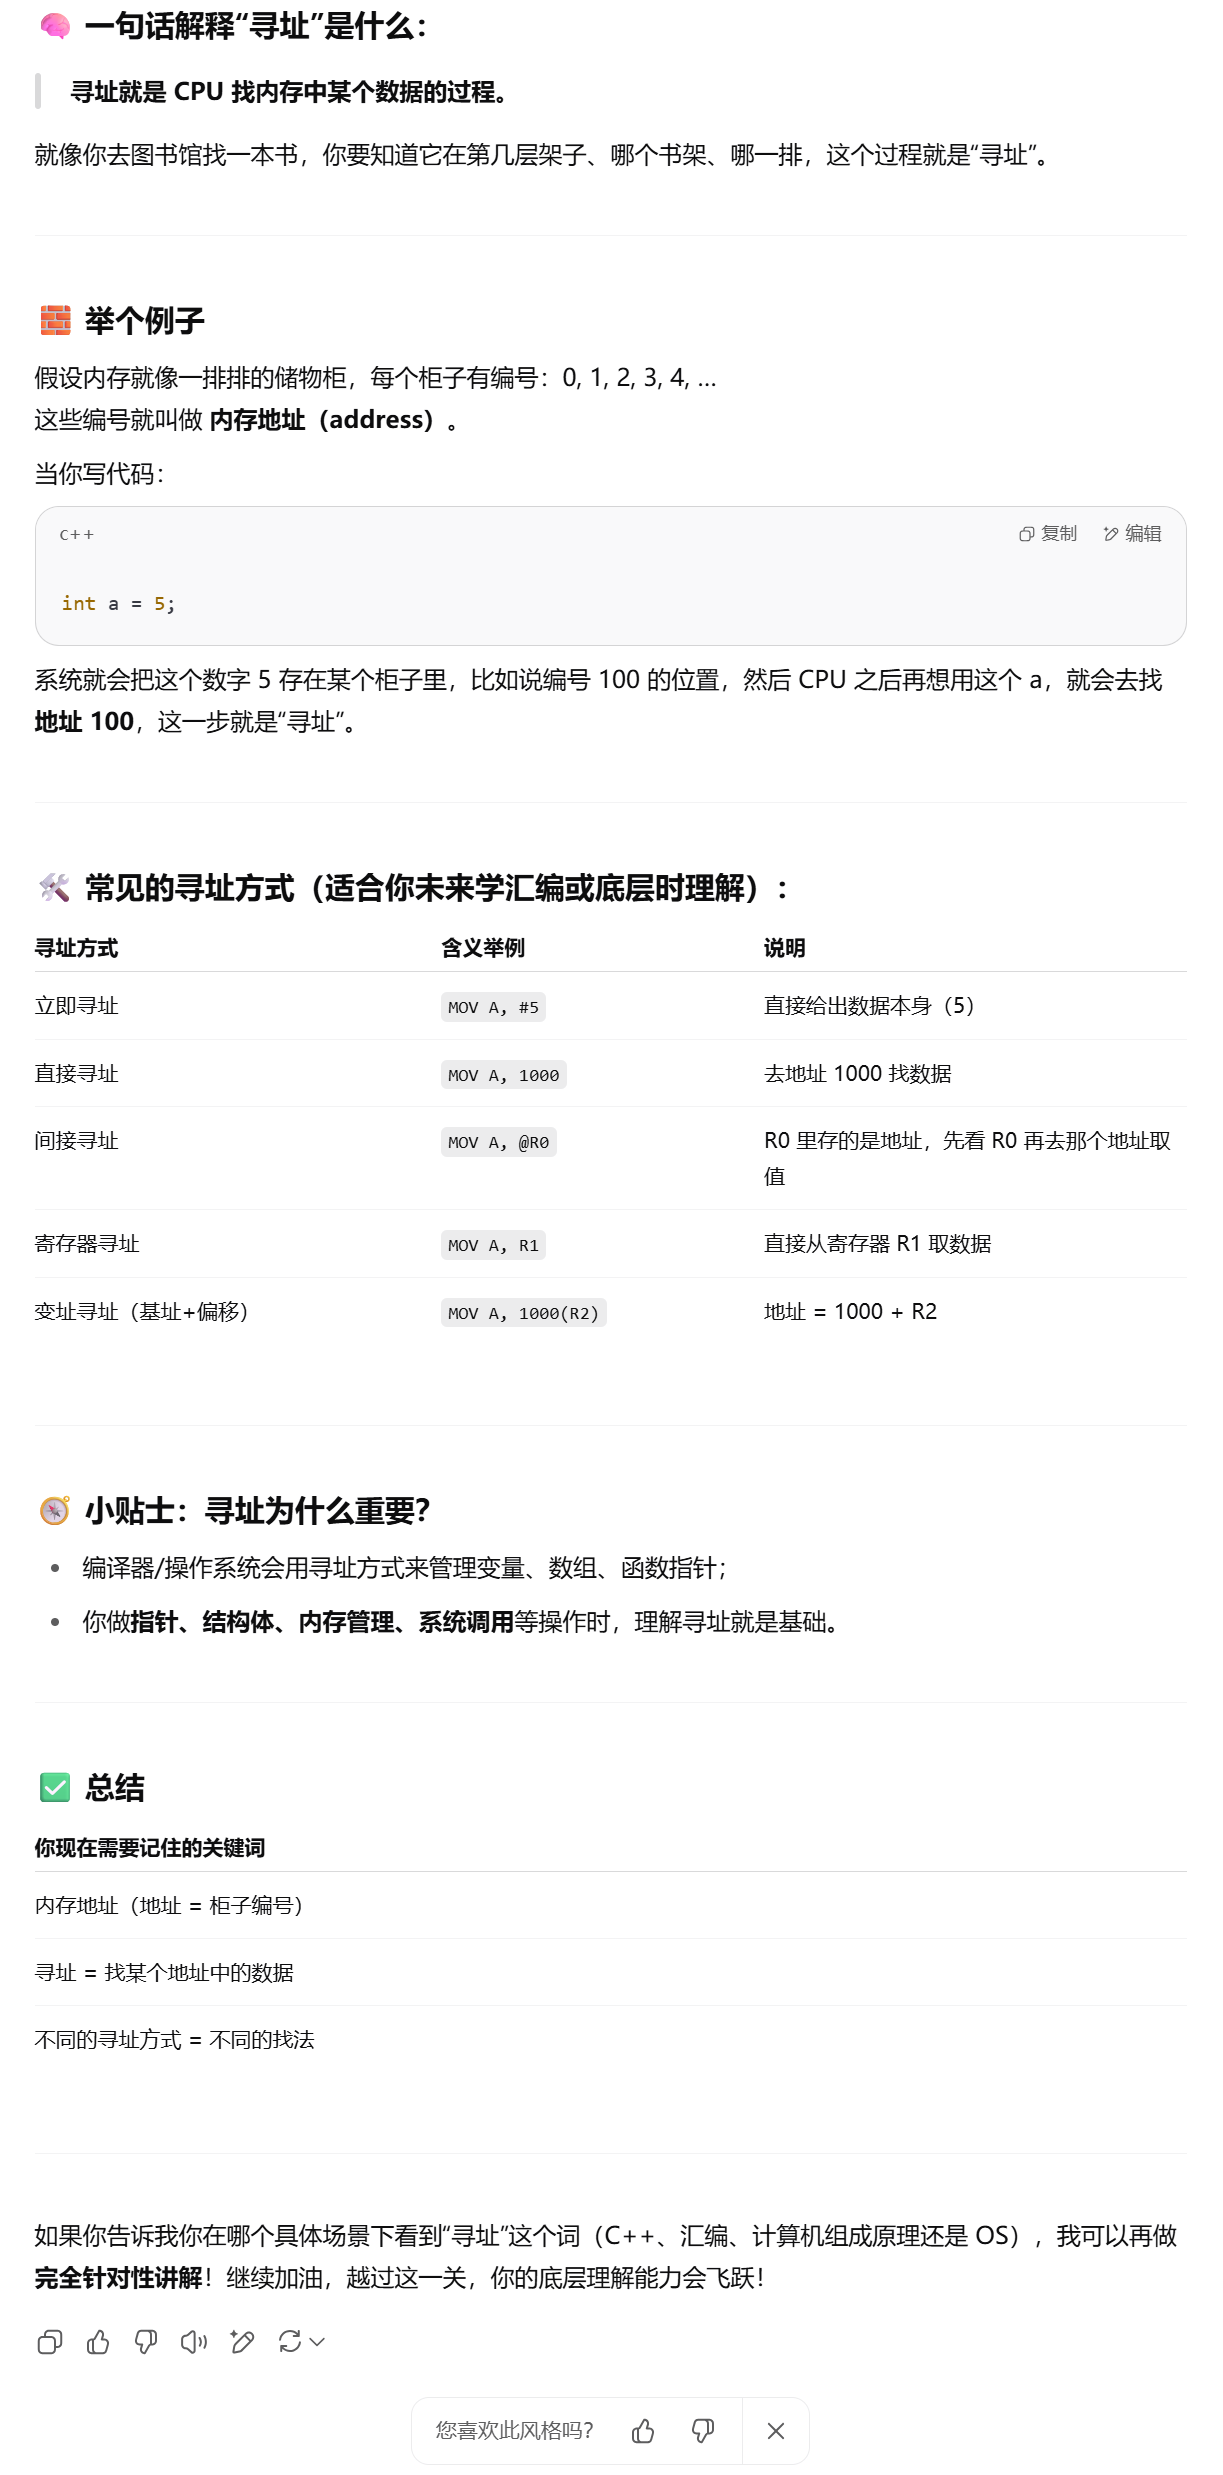 一句话解释“寻址”是什么：
寻址就是 CPU 找内存中某个数据的过程。
就像你去图书馆找一本书，你要知道它在第几层架子、哪个书架、哪一排，这个过程就是“寻址”。
举个例子
假设内存就像一排排的储物柜，每个柜子有编号：0, 1, 2, 3, 4, ...
这些编号就叫做 内存地址（address）。
当你写代码：
c++ 复制 编辑
int a = 5;
系统就会把这个数字 5 存在某个柜子里，比如说编号 100 的位置，然后 CPU 之后再想用这个 a，就会去找
地址 100，这一步就是“寻址”。
常见的寻址方式（适合你未来学汇编或底层时理解）：
寻址方式 含义举例 说明
立即寻址 MOV A, #5 直接给出数据本身（5）
直接寻址 MOV A, 1000 去地址 1000 找数据
间接寻址 MOV A, @R0 R0 里存的是地址，先看 R0 再去那个地址取
值
寄存器寻址 MOV A, R1 直接从寄存器 R1 取数据
变址寻址（基址+偏移） MOV A, 1000(R2) 地址 = 1000 + R2
小贴士：寻址为什么重要？
编译器/操作系统会用寻址方式来管理变量、数组、函数指针；
你做指针、结构体、内存管理、系统调用等操作时，理解寻址就是基础。
总结
你现在需要记住的关键词
内存地址（地址 = 柜子编号）
寻址 = 找某个地址中的数据
不同的寻址方式 = 不同的找法
如果你告诉我你在哪个具体场景下看到“寻址”这个词（C++、汇编、计算机组成原理还是 OS），我可以再做
完全针对性讲解！继续加油，越过这一关，你的底层理解能力会飞跃！
您喜欢此风格吗？